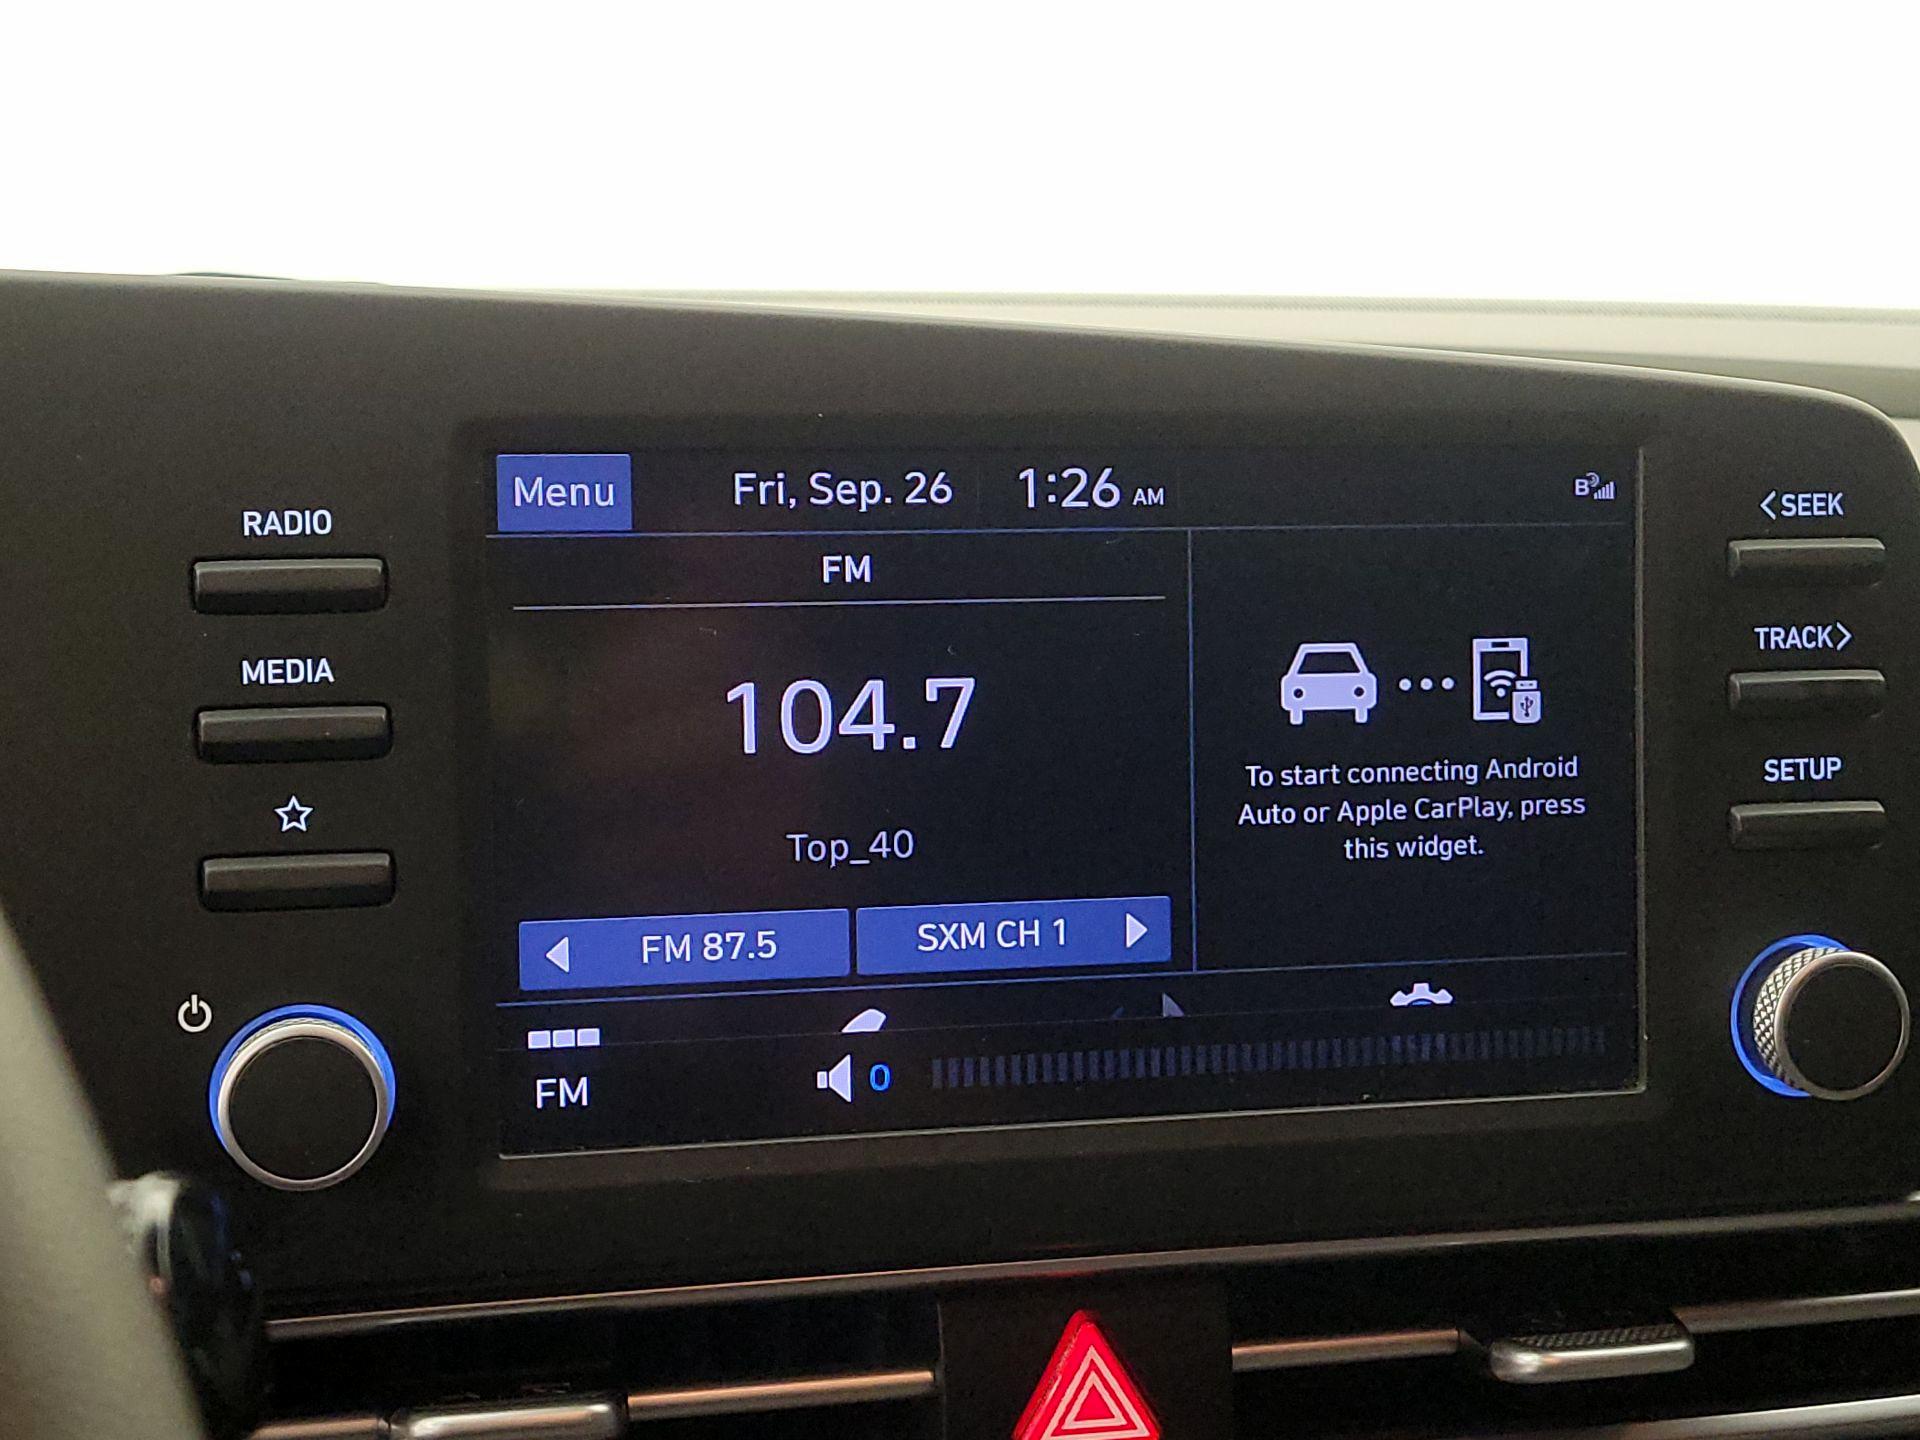 RADIO
MEDIA
Menu
Fri, Sep. 26
1:26 AM
B
FM
104.7
Top_40
FM 87.5
SXM CH 1
To start connecting Android
Auto or Apple CarPlay, press
this widget.
FM
0
<SEEK
TRACK>
SETUP